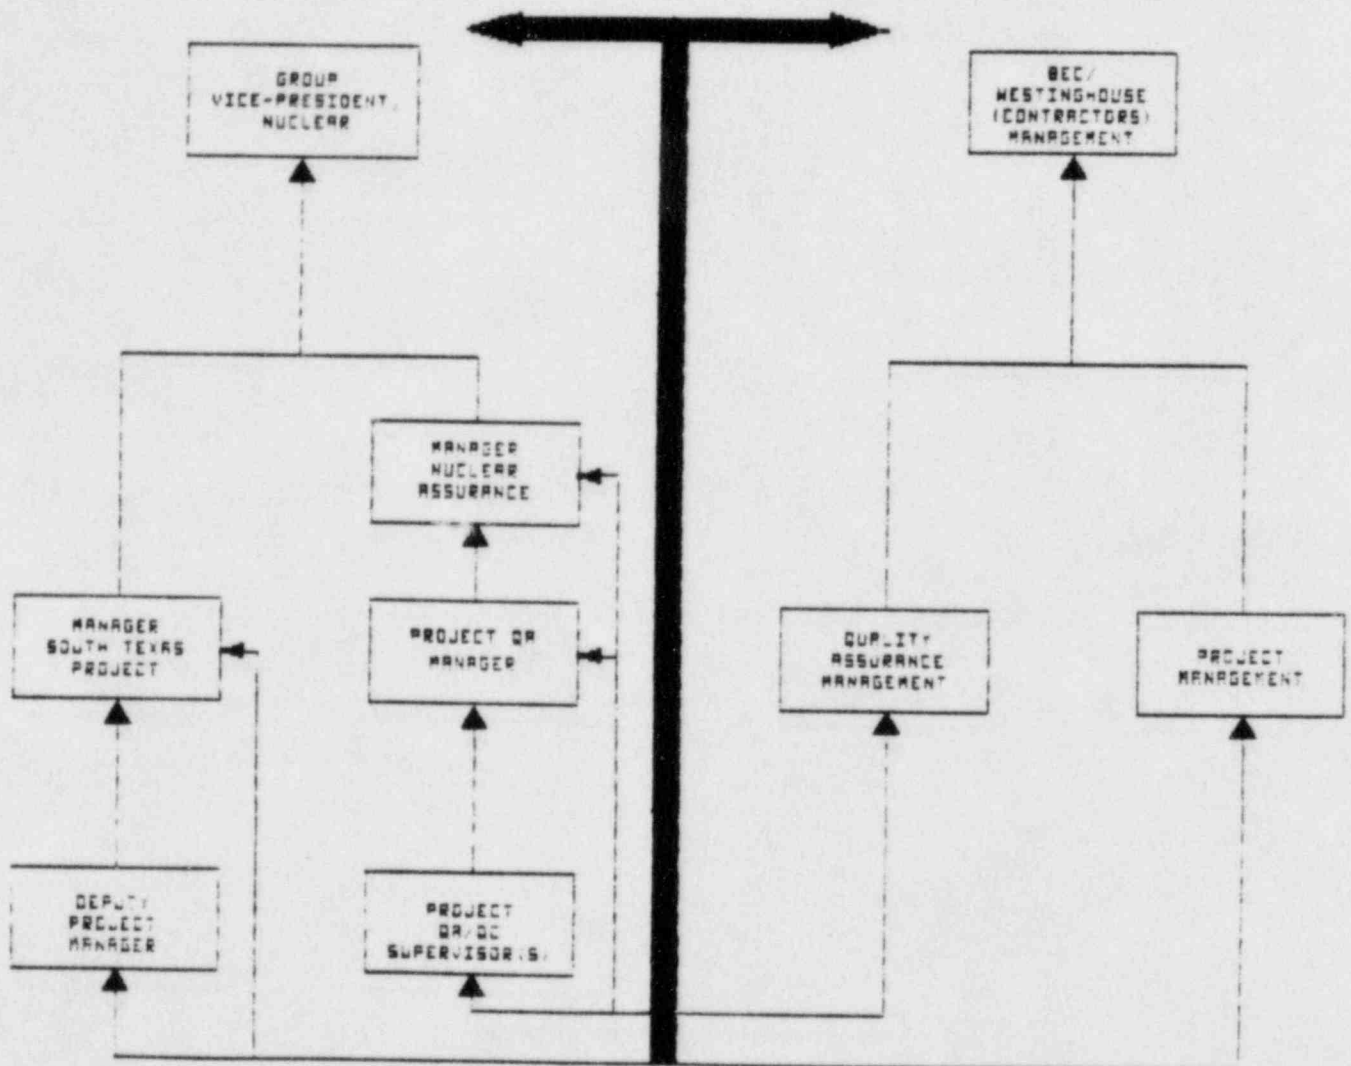 GROUP
VICE-PRESIDENT,
NUCLEAR
BEC/
WESTINGHOUSE
(CONTRACTORS)
MANAGEMENT
MANAGER
NUCLEAR
ASSURANCE
MANAGER
SOUTH TEXAS
PROJECT
PROJECT QA
MANAGER
QUALITY
ASSURANCE
MANAGEMENT
PROJECT
MANAGEMENT
DEPUTY
PROJECT
MANAGER
PROJECT
QA/QC
SUPERVISOR(S)